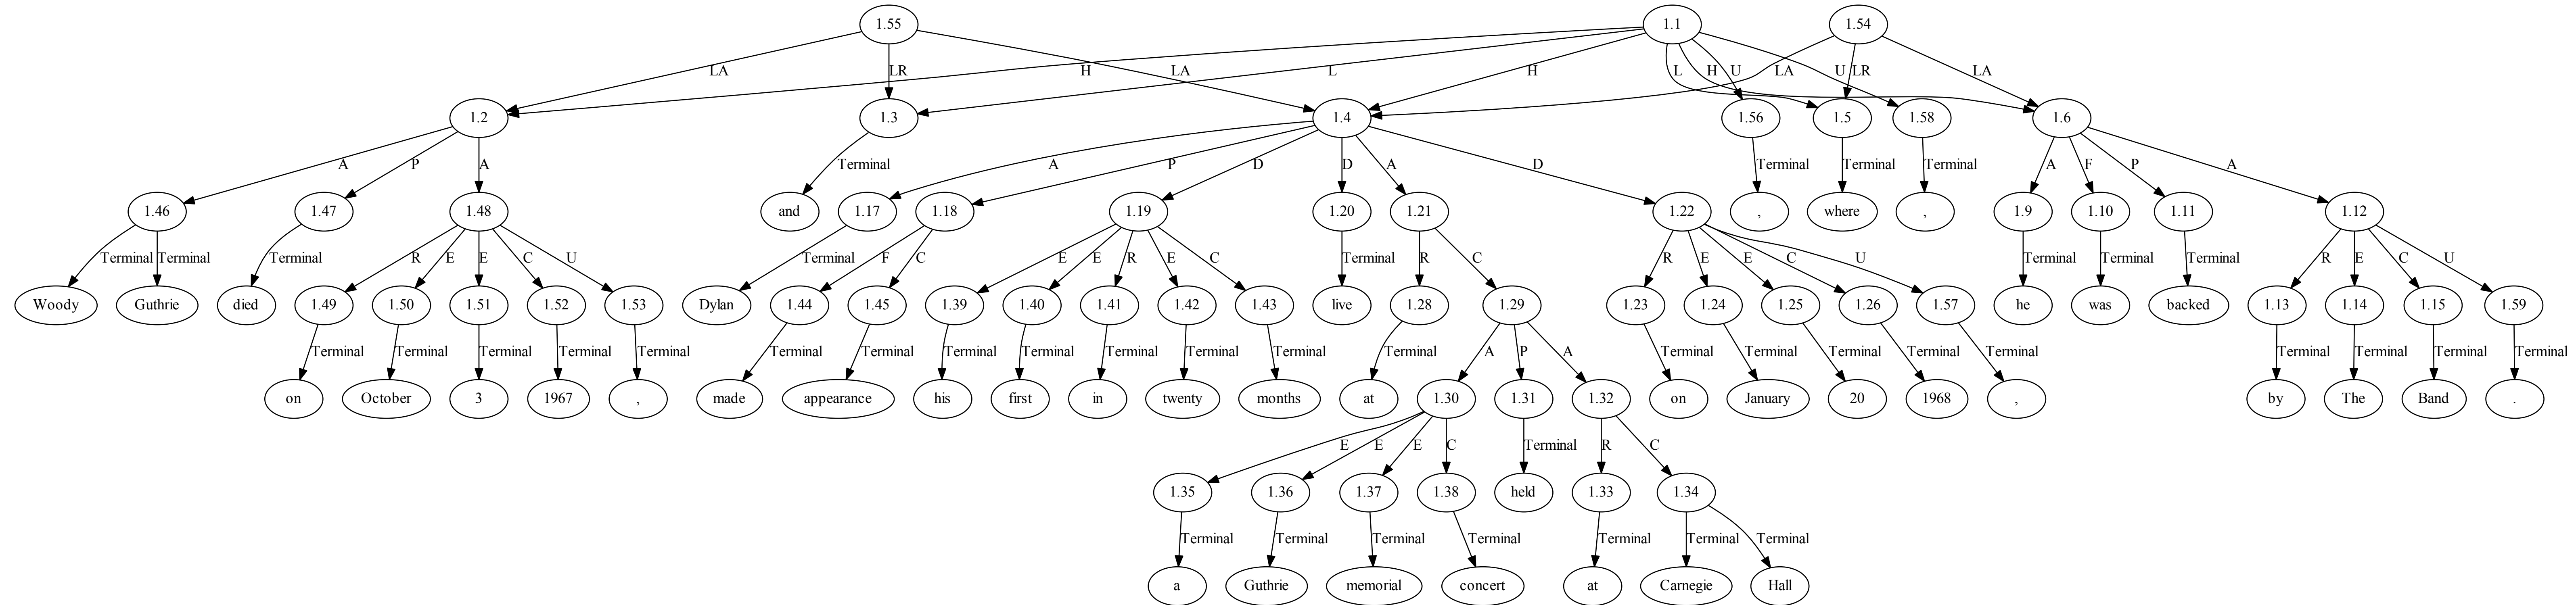 1.55 1.1 1.54
LA LR LA H L H L H U U LA LR LA
1.2 1.3 1.4 1.56 1.5 1.58 1.6
A P A Terminal A P D D A D Terminal Terminal Terminal A F P A
1.46 1.47 1.48 and 1.17 1.18 1.19 1.20 1.21 1.22 , where , 1.9 1.10 1.11 1.12
Terminal Terminal Terminal R E E C U Terminal F C E E R E C Terminal R C R E E C U Terminal Terminal Terminal R E C U
Woody Guthrie died 1.49 1.50 1.51 1.52 1.53 Dylan 1.44 1.45 1.39 1.40 1.41 1.42 1.43 live 1.28 1.29 1.23 1.24 1.25 1.26 1.57 he was backed 1.13 1.14 1.15 1.59
Terminal Terminal Terminal Terminal Terminal Terminal Terminal Terminal Terminal Terminal Terminal Terminal Terminal A P A Terminal Terminal Terminal Terminal Terminal Terminal Terminal Terminal Terminal
on October 3 1967 , made appearance his first in twenty months at 1.30 1.31 1.32 on January 20 1968 , by The Band .
E E E C Terminal R C
1.35 1.36 1.37 1.38 held 1.33 1.34
Terminal Terminal Terminal Terminal Terminal Terminal Terminal
a Guthrie memorial concert at Carnegie Hall